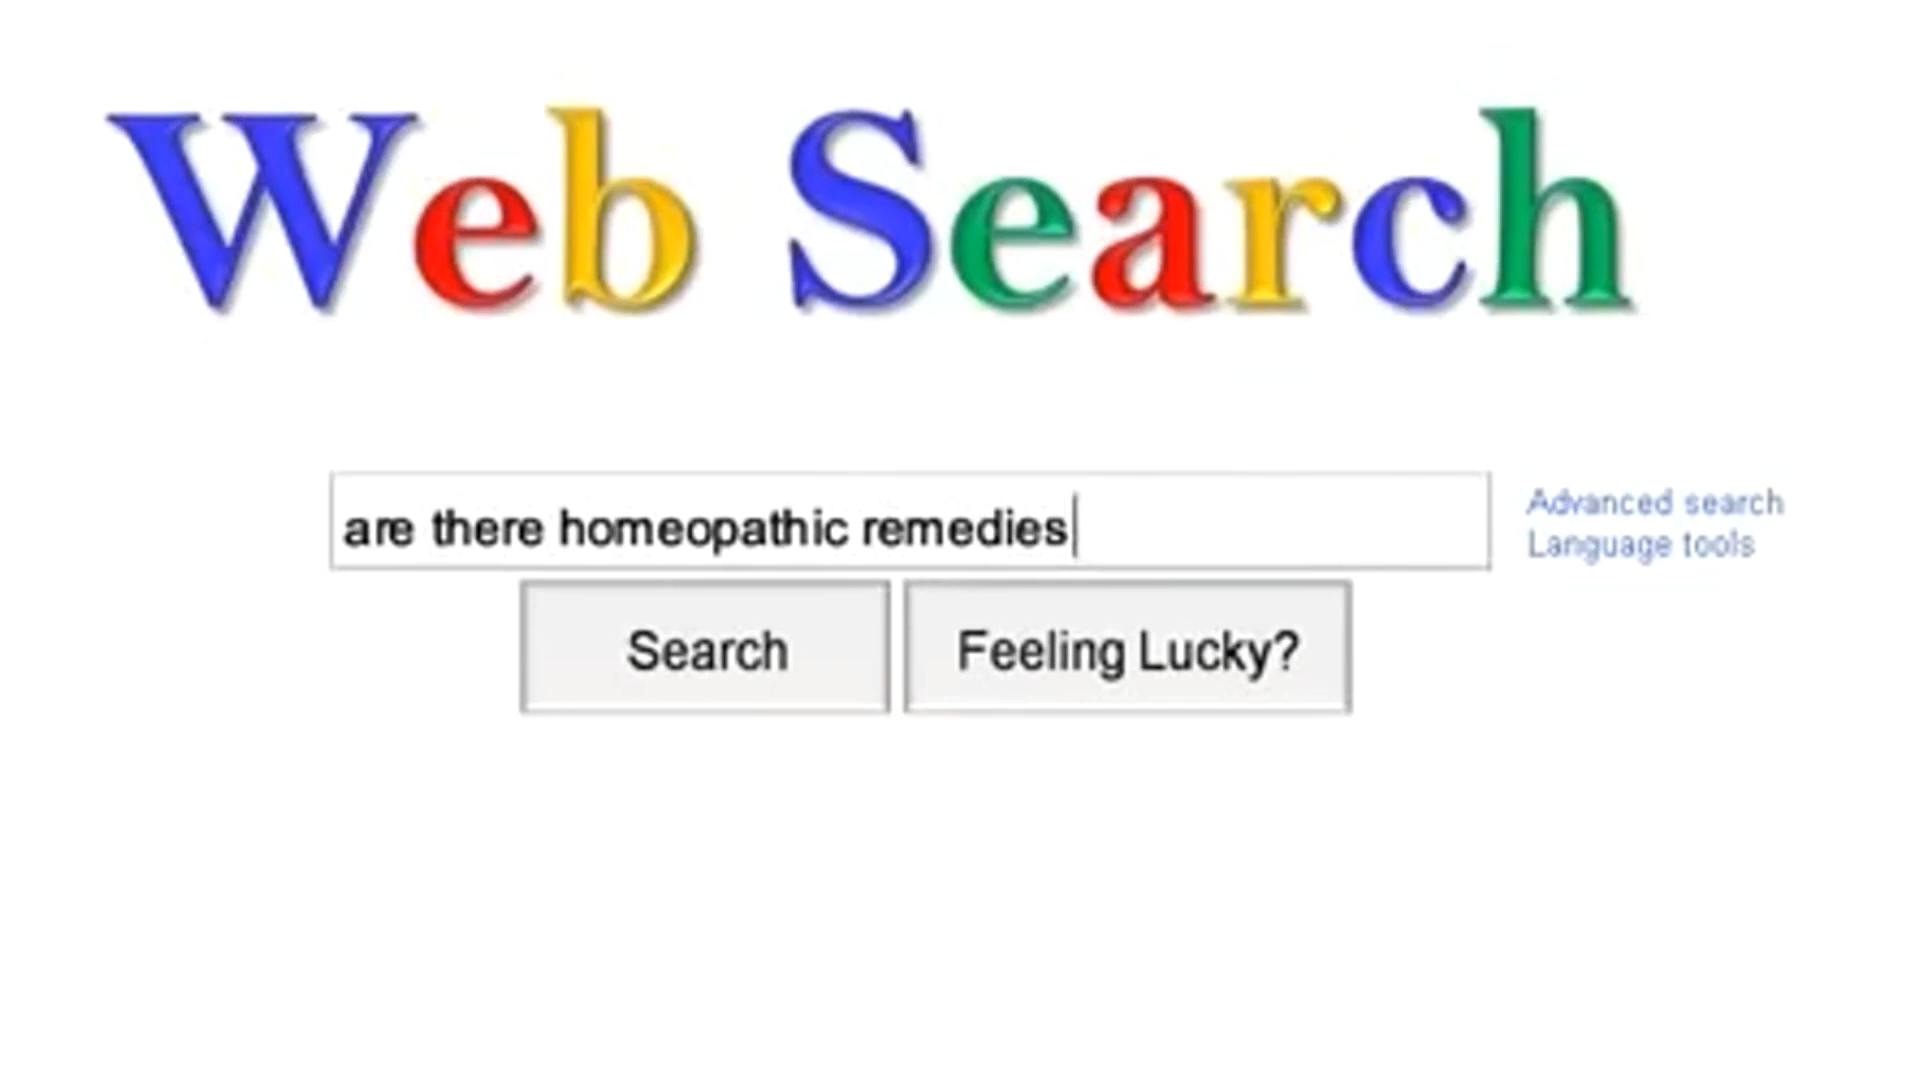 Web Search
are there homeopathic remedies
Advanced search
Language tools
Search
Feeling Lucky?